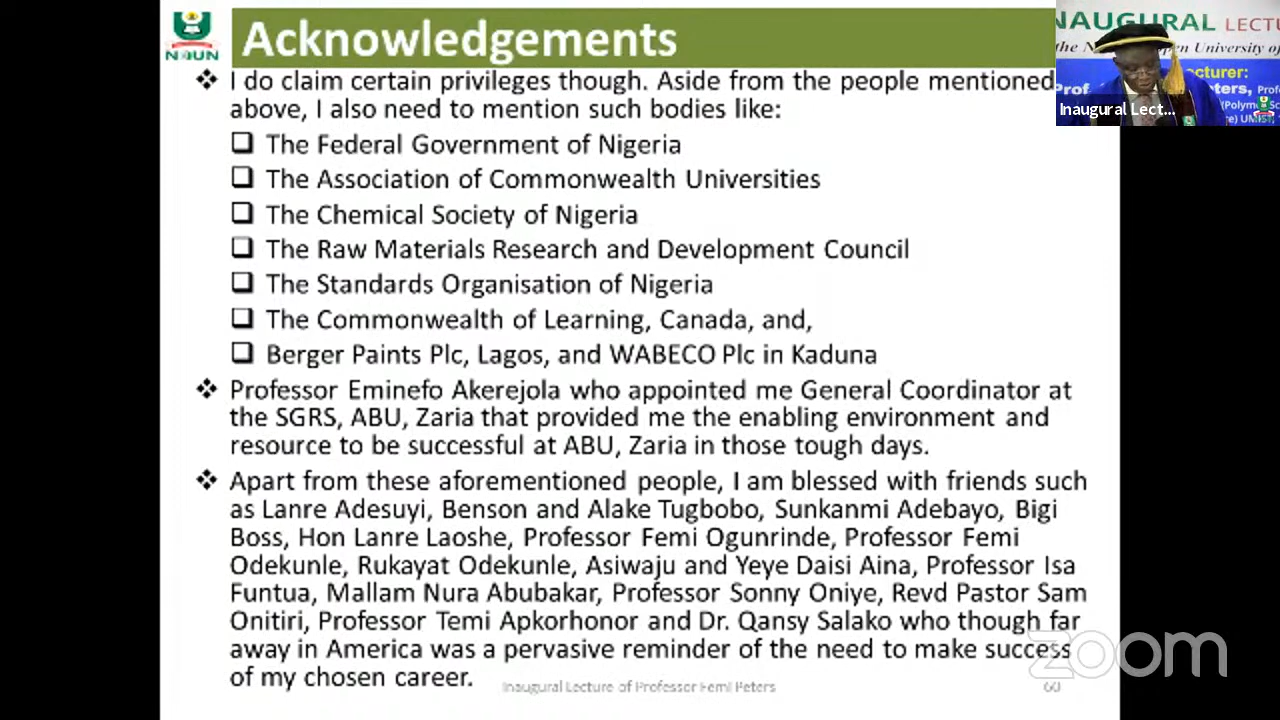 NOUN
Acknowledgements
❖ I do claim certain privileges though. Aside from the people mentioned
above, I also need to mention such bodies like:
❑ The Federal Government of Nigeria
❑ The Association of Commonwealth Universities
❑ The Chemical Society of Nigeria
❑ The Raw Materials Research and Development Council
❑ The Standards Organisation of Nigeria
❑ The Commonwealth of Learning, Canada, and,
❑ Berger Paints Plc, Lagos, and WABECO Plc in Kaduna
❖ Professor Eminefo Akerejola who appointed me General Coordinator at
the SGRS, ABU, Zaria that provided me the enabling environment and
resource to be successful at ABU, Zaria in those tough days.
❖ Apart from these aforementioned people, I am blessed with friends such
as Lanre Adesuyi, Benson and Alake Tugbobo, Sunkanmi Adebayo, Bigi
Boss, Hon Lanre Laoshe, Professor Femi Ogunrinde, Professor Femi
Odekunle, Rukayat Odekunle, Asiwaju and Yeye Daisi Aina, Professor Isa
Funtua, Mallam Nura Abubakar, Professor Sonny Oniye, Revd Pastor Sam
Onitiri, Professor Temi Apkorhonor and Dr. Qansy Salako who though far
away in America was a pervasive reminder of the need to make success
of my chosen career.
Inaugural Lecture of Professor Femi Peters
60
zoom
NAUGURAL LECTU
the N Open University of
cturer:
Prof ters, Prof
(Polym Sc
e) UMIST,
Inaugural Lect...